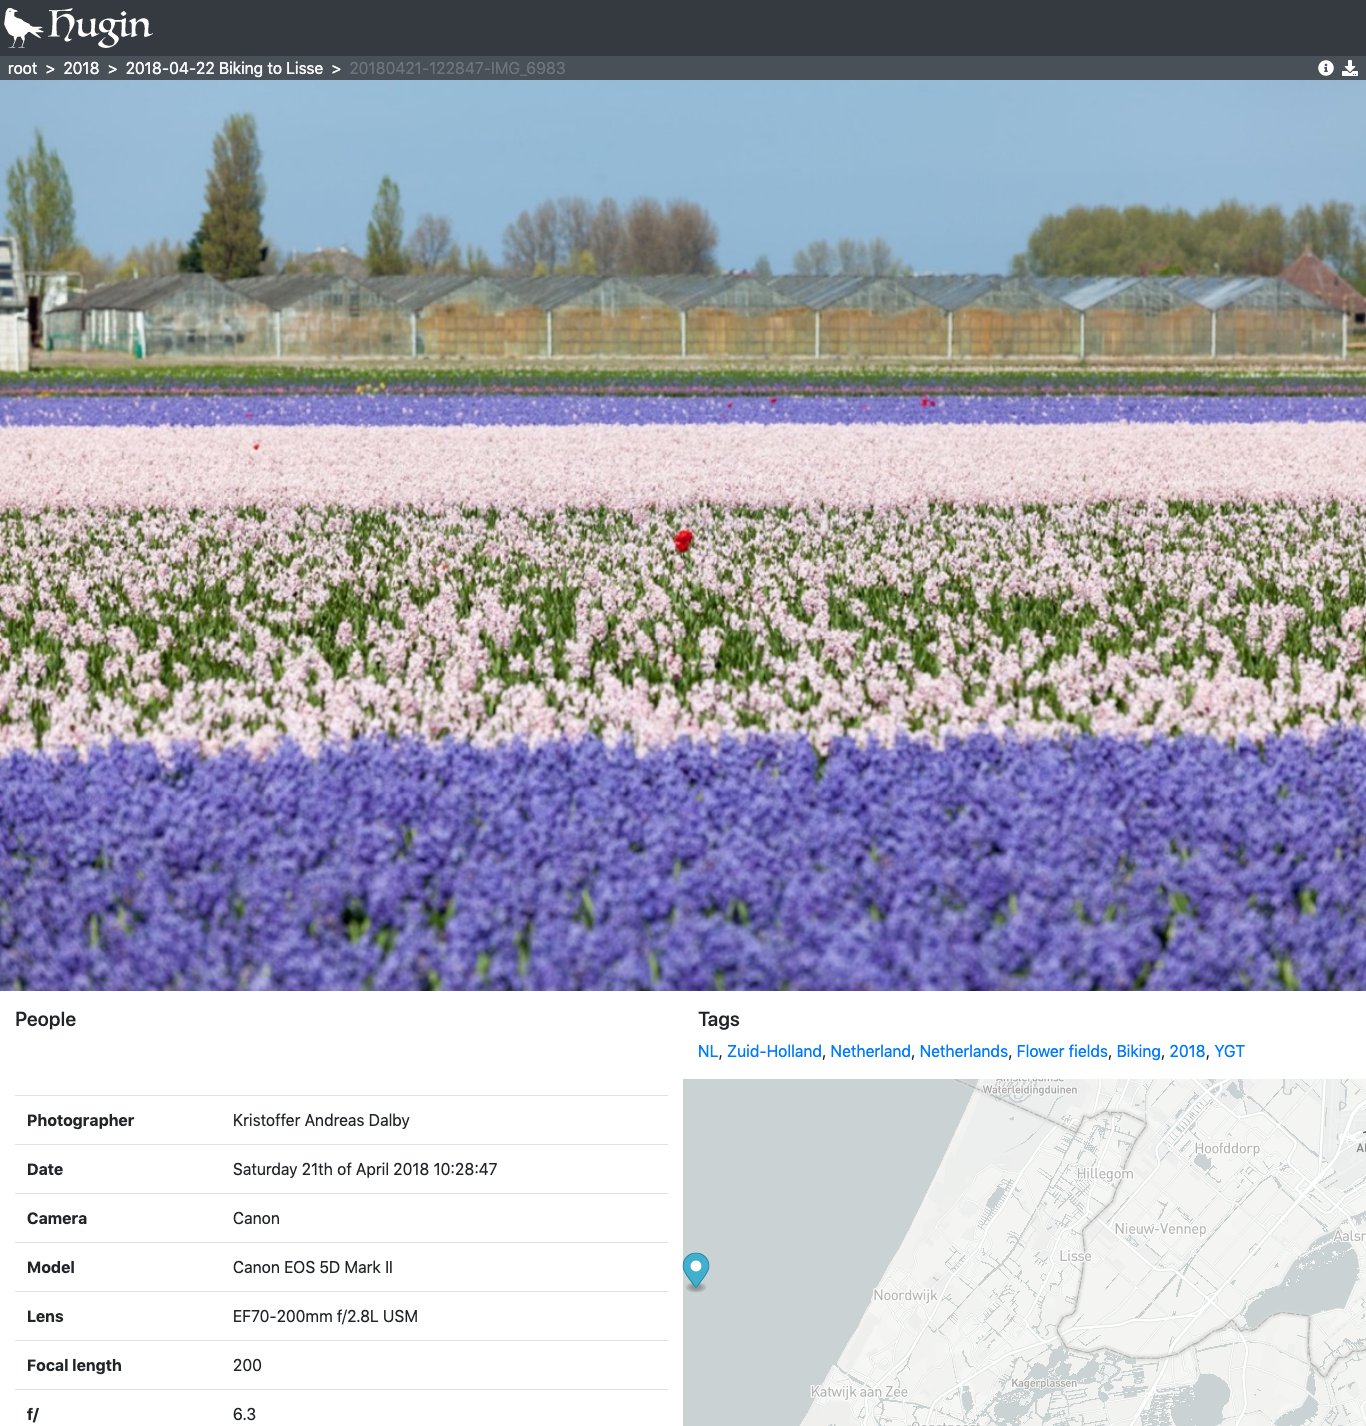 Hugin
root > 2018 > 2018-04-22 Biking to Lisse > 20180421-122847-IMG_6983
People
Photographer Kristoffer Andreas Dalby
Date Saturday 21th of April 2018 10:28:47
Camera Canon
Model Canon EOS 5D Mark II
Lens EF70-200mm f/2.8L USM
Focal length 200
f/ 6.3
Tags
NL, Zuid-Holland, Netherland, Netherlands, Flower fields, Biking, 2018, YGT
Waterleidingduinen
Hoofddorp
Hillegom
Nieuw-Vennep
Lisse
Noordwijk
Kagerplassen
Katwijk aan Zee